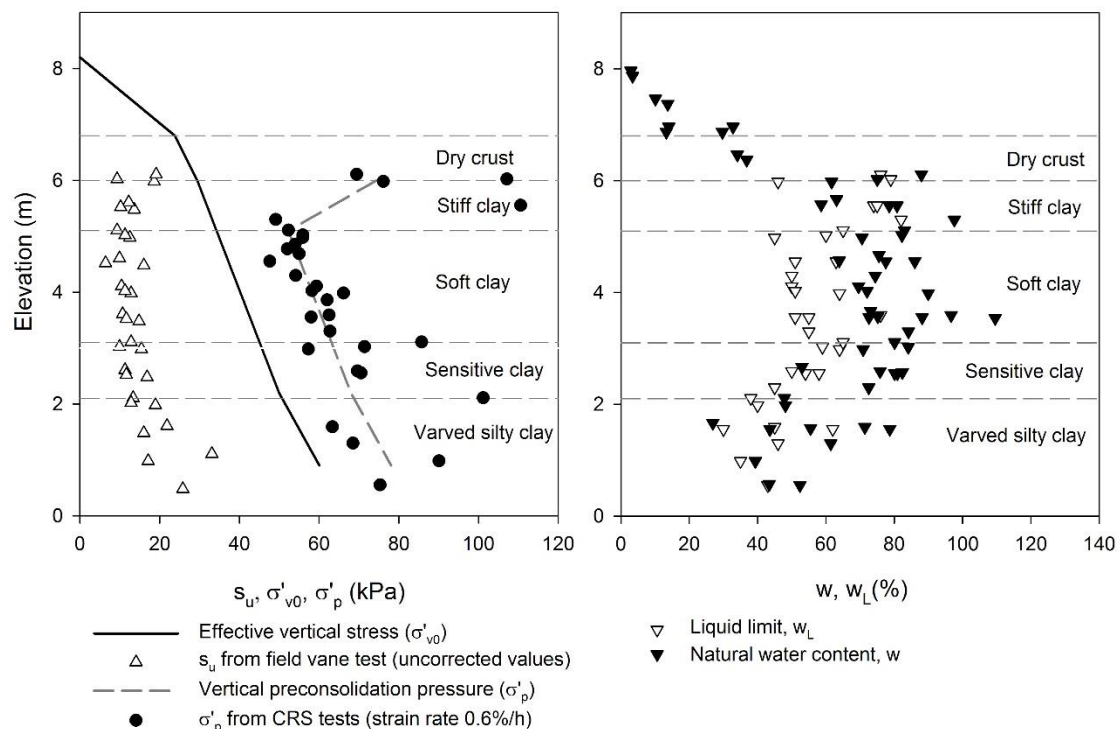 Elevation (m)
8
6
4
2
0
Dry crust
Stiff clay
Soft clay
Sensitive clay
Varved silty clay
0 20 40 60 80 100 120
s_u, σ'_v0, σ'_p (kPa)
Effective vertical stress (σ'_v0)
s_u from field vane test (uncorrected values)
Vertical preconsolidation pressure (σ'_p)
σ'_p from CRS tests (strain rate 0.6%/h)
8
6
4
2
0
Dry crust
Stiff clay
Soft clay
Sensitive clay
Varved silty clay
0 20 40 60 80 100 120 140
w, w_L(%)
Liquid limit, w_L
Natural water content, w